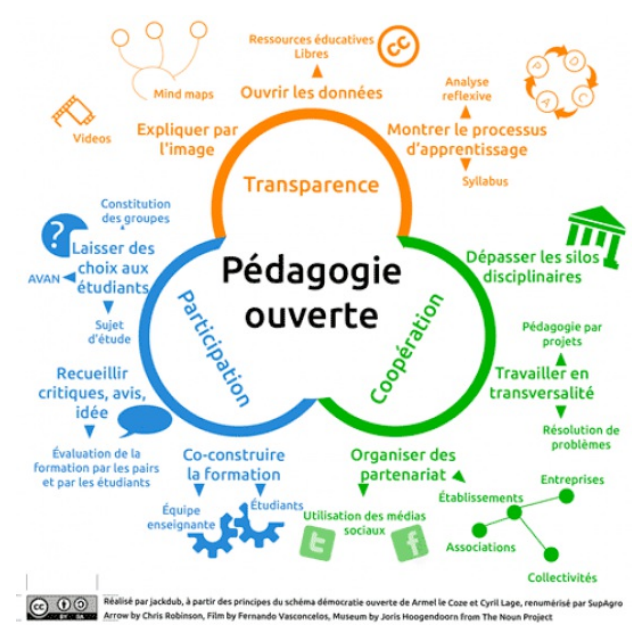 Ressources éducatives
Libres
cc
Ouvrir les données
Mind maps
Videos
Expliquer par
l'image
Analyse
reflexive
P D C A
Montrer le processus
d'apprentissage
Syllabus
Transparence
Pédagogie
ouverte
Participation
Coopération
Constitution
des groupes
?
Laisser des
choix aux
étudiants
AVAN
Sujet
d'étude
Recueillir
critiques, avis,
idée
Évaluation de la
formation par les pairs
et par les étudiants
Co-construire
la formation
Équipe
enseignante
Étudiants
Dépasser les silos
disciplinaires
Pédagogie par
projets
Travailler en
transversalité
Résolution de
problèmes
Organiser des
partenariat
Utilisation des médias
sociaux
t
f
Établissements
Entreprises
Associations
Collectivités
cc BY SA
Réalisé par jackdub, à partir des principes du schéma démocratie ouverte de Armel le Coze et Cyril Lage, renumérisé par SupAgro
Arrow by Chris Robinson, Film by Fernando Vasconcelos, Museum by Joris Hoogendoorn from The Noun Project